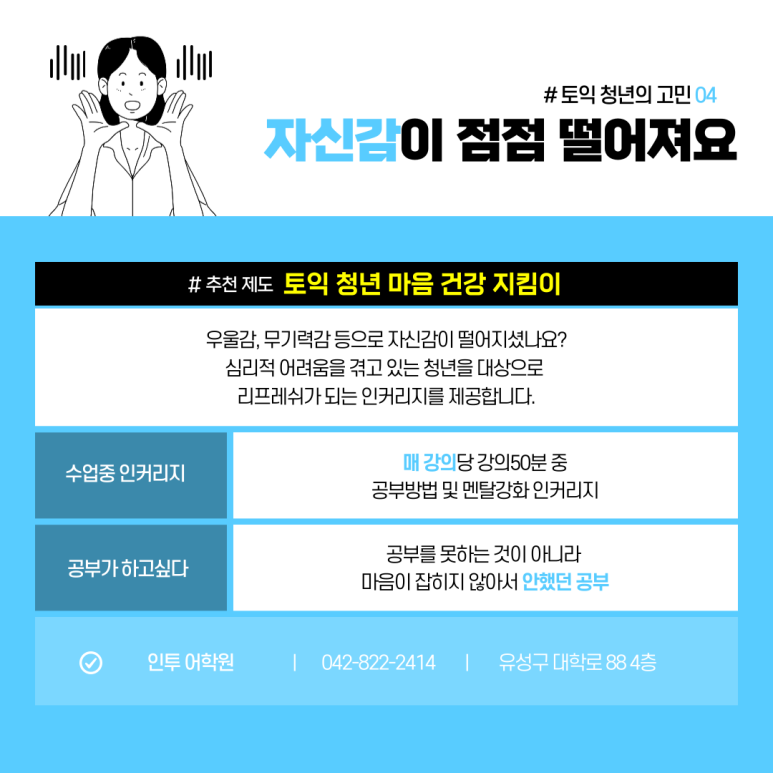 # 토익 청년의 고민 04
자신감이 점점 떨어져요
# 추천 제도 토익 청년 마음 건강 지킴이
우울감, 무기력감 등으로 자신감이 떨어지셨나요?
심리적 어려움을 겪고 있는 청년을 대상으로
리프레쉬가 되는 인커리지를 제공합니다.
수업중 인커리지
매 강의당 강의50분 중
공부방법 및 멘탈강화 인커리지
공부가 하고싶다
공부를 못하는 것이 아니라
마음이 잡히지 않아서 안했던 공부
인투 어학원 | 042-822-2414 | 유성구 대학로 88 4층